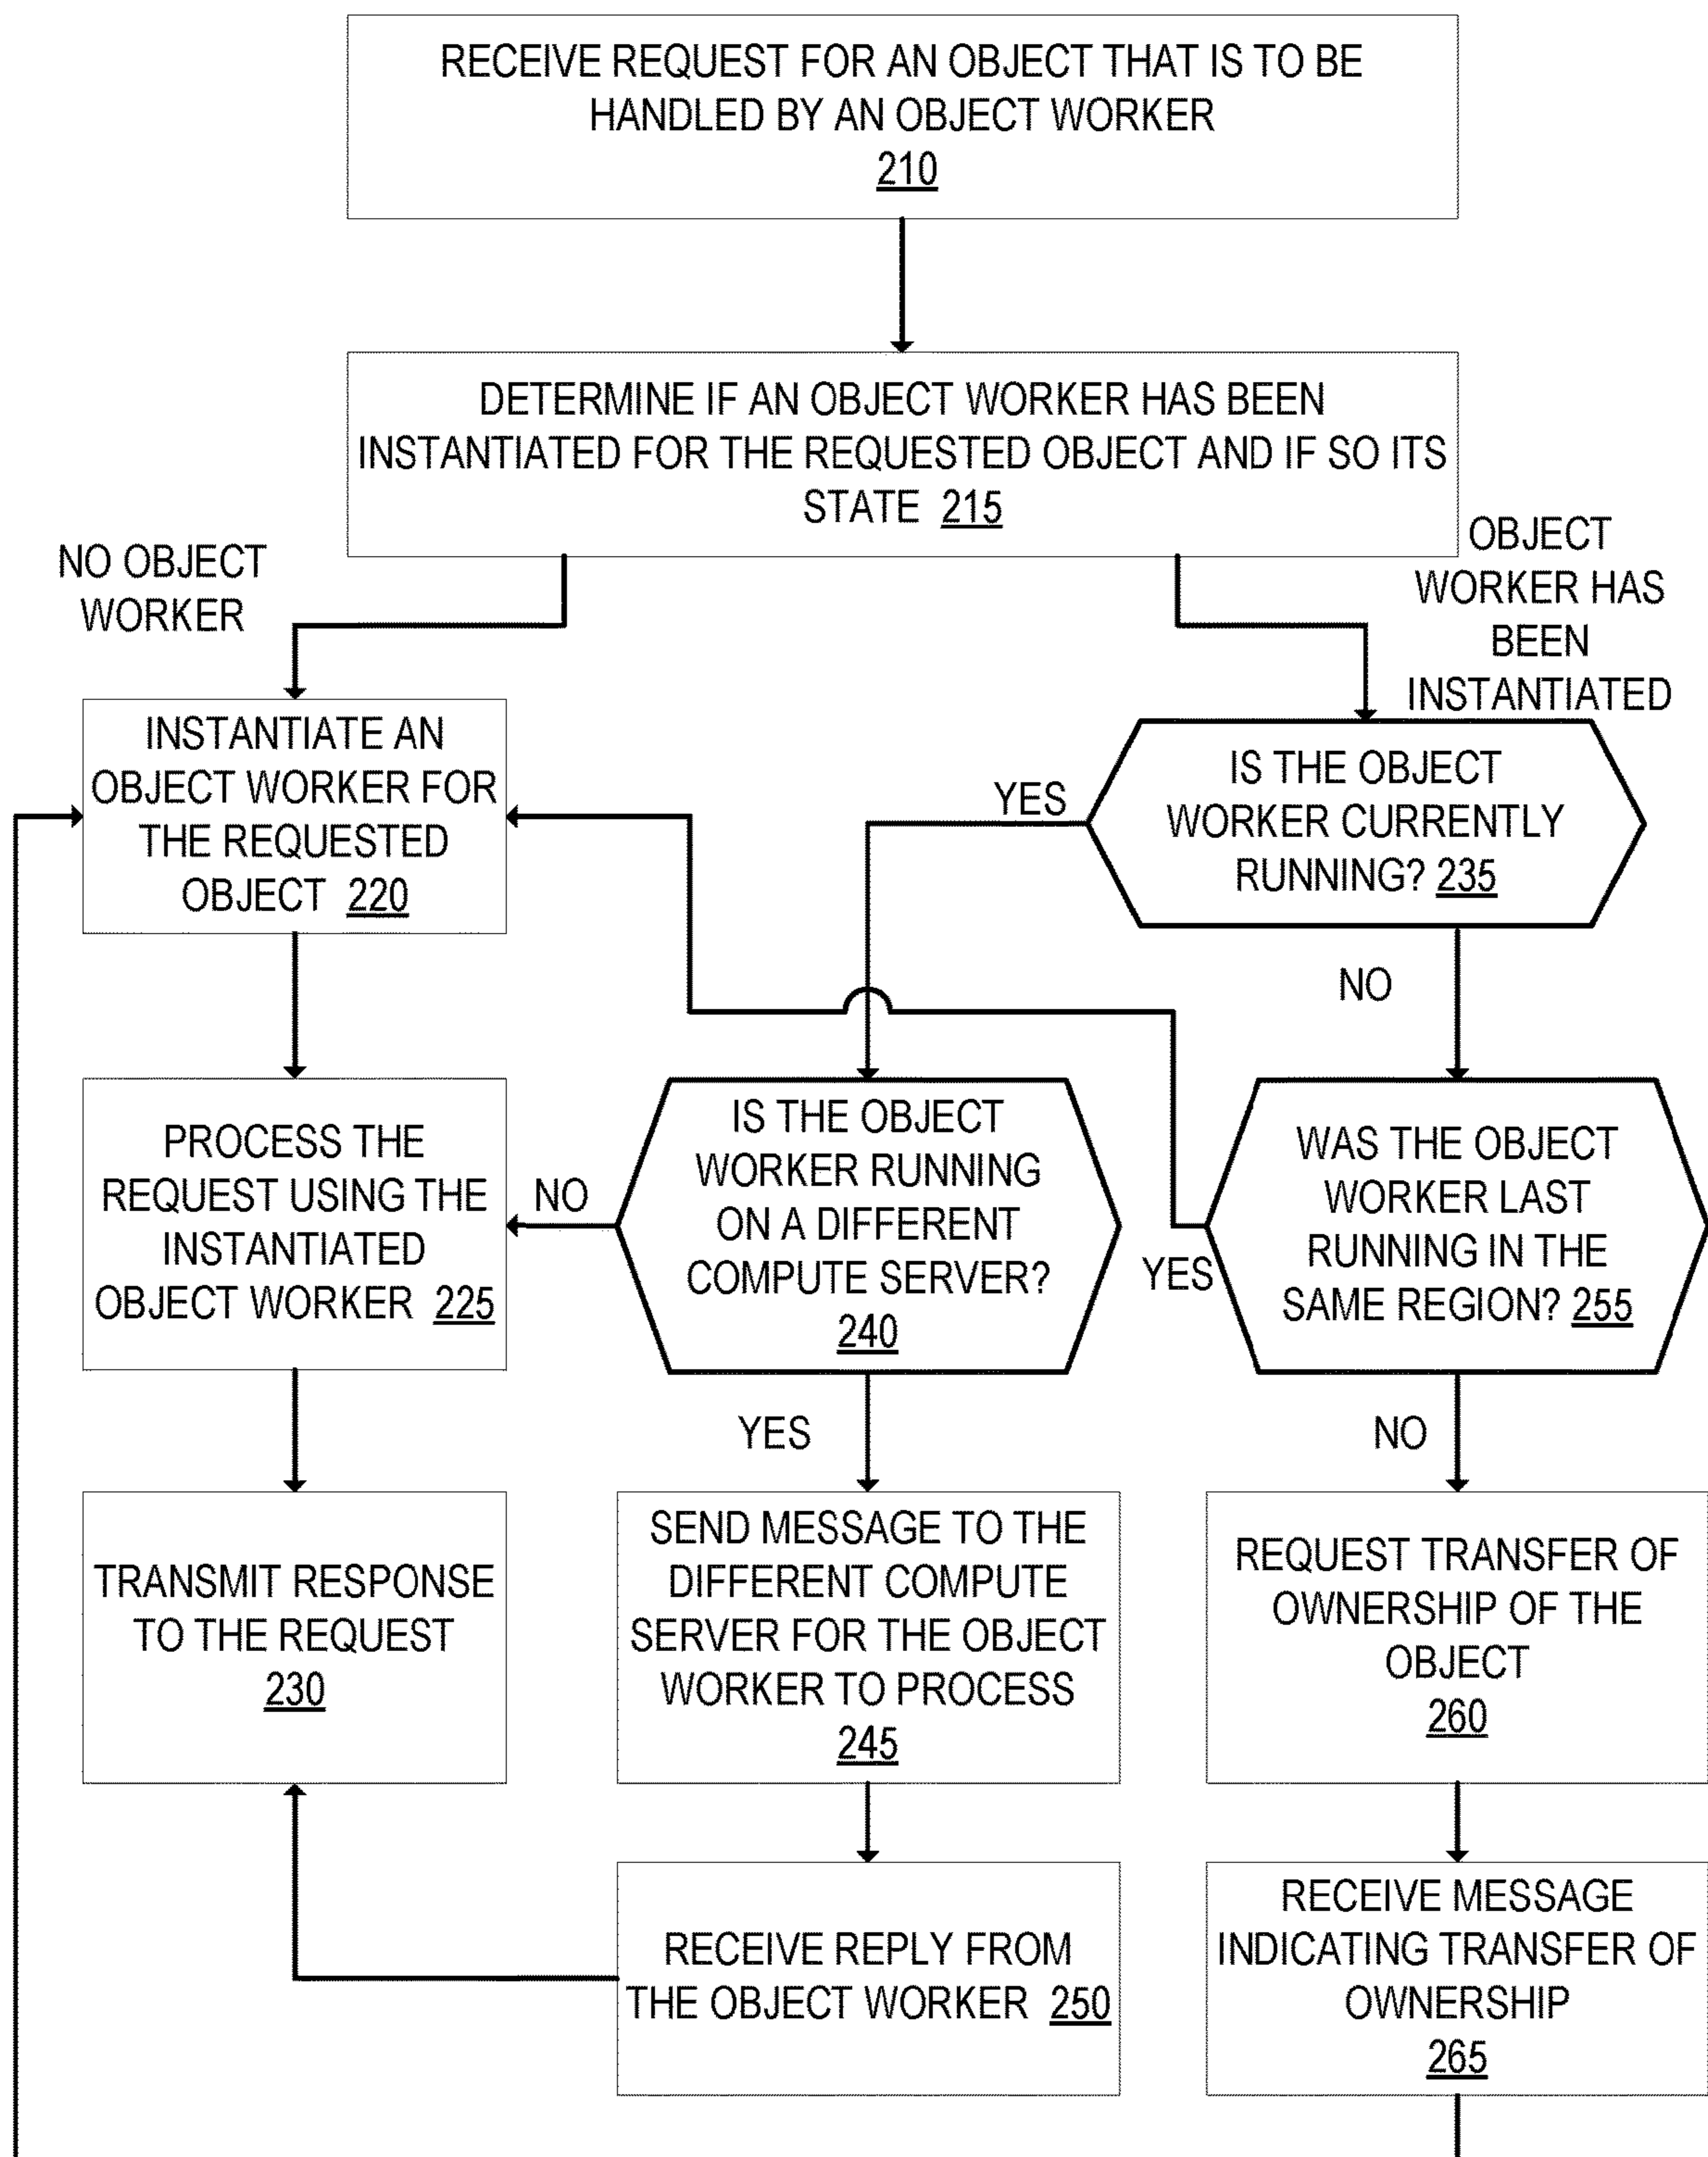 RECEIVE REQUEST FOR AN OBJECT THAT IS TO BE
HANDLED BY AN OBJECT WORKER
210
DETERMINE IF AN OBJECT WORKER HAS BEEN
INSTANTIATED FOR THE REQUESTED OBJECT AND IF SO ITS
STATE 215
NO OBJECT
WORKER
OBJECT
WORKER HAS
BEEN
INSTANTIATED
INSTANTIATE AN
OBJECT WORKER FOR
THE REQUESTED
OBJECT 220
YES
IS THE OBJECT
WORKER CURRENTLY
RUNNING? 235
NO
PROCESS THE
REQUEST USING THE
INSTANTIATED
OBJECT WORKER 225
NO
IS THE OBJECT
WORKER RUNNING
ON A DIFFERENT
COMPUTE SERVER?
240
YES
WAS THE OBJECT
WORKER LAST
RUNNING IN THE
SAME REGION? 255
YES
NO
TRANSMIT RESPONSE
TO THE REQUEST
230
SEND MESSAGE TO THE
DIFFERENT COMPUTE
SERVER FOR THE OBJECT
WORKER TO PROCESS
245
REQUEST TRANSFER OF
OWNERSHIP OF THE
OBJECT
260
RECEIVE REPLY FROM
THE OBJECT WORKER 250
RECEIVE MESSAGE
INDICATING TRANSFER OF
OWNERSHIP
265